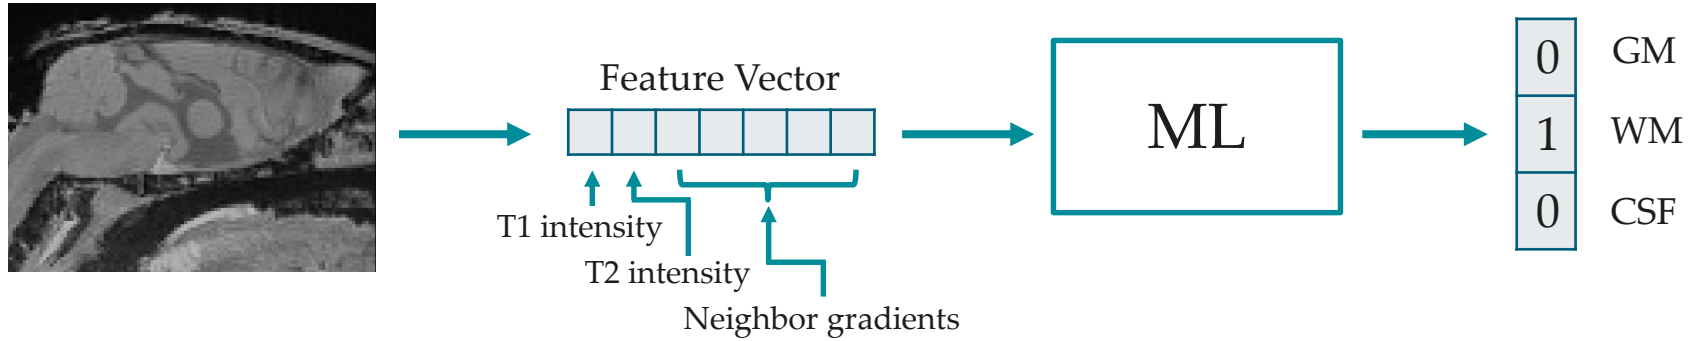 Feature Vector
T1 intensity
T2 intensity
Neighbor gradients
ML
0 GM
1 WM
0 CSF